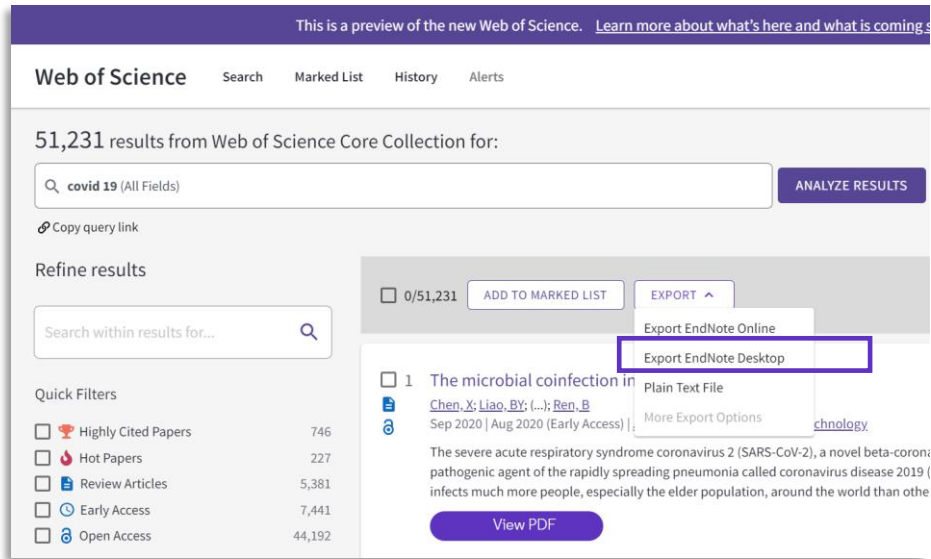 This is a preview of the new Web of Science. Learn more about what's here and what is coming
Web of Science Search Marked List History Alerts
51,231 results from Web of Science Core Collection for:
covid 19 (All Fields)
ANALYZE RESULTS
Copy query link
Refine results
0/51,231 ADD TO MARKED LIST EXPORT
Search within results for...
Export EndNote Online
Export EndNote Desktop
Plain Text File
More Export Options
Quick Filters
Highly Cited Papers 746
Hot Papers 227
Review Articles 5,381
Early Access 7,441
Open Access 44,192
1 The microbial coinfection in
Chen, X; Liao, BY; (...); Ren, B
Sep 2020 | Aug 2020 (Early Access) | chnology
The severe acute respiratory syndrome coronavirus 2 (SARS-CoV-2), a novel beta-corona
pathogenic agent of the rapidly spreading pneumonia called coronavirus disease 2019 (
infects much more people, especially the elder population, around the world than othe
View PDF